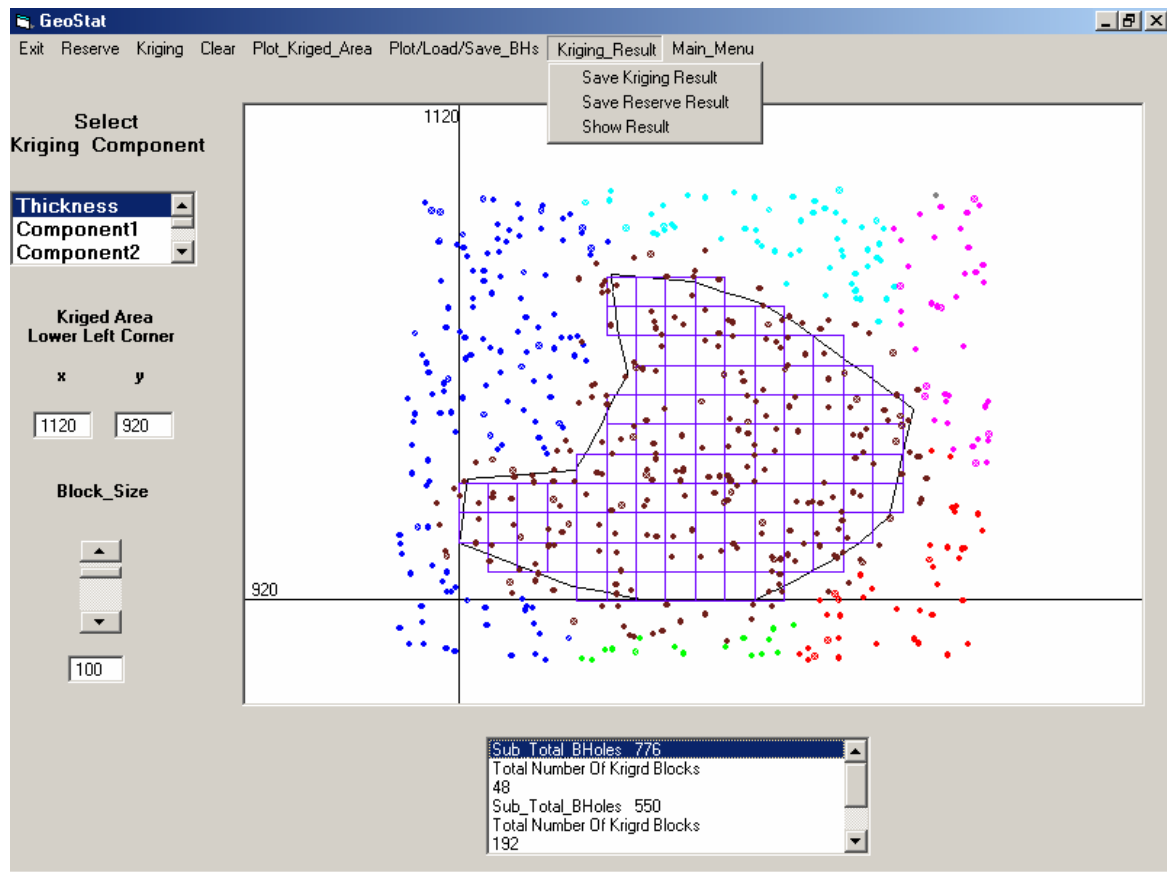 GeoStat
Exit Reserve Kriging Clear Plot_Kriged_Area Plot/Load/Save_BHs Kriging_Result Main_Menu
Save Kriging Result
Save Reserve Result
Show Result
Select
Kriging Component
Thickness
Component1
Component2
Kriged Area
Lower Left Corner
x y
1120 920
Block_Size
100
1120
920
Sub_Total_BHoles 776
Total Number Of Krigrd Blocks
48
Sub_Total_BHoles 550
Total Number Of Krigrd Blocks
192